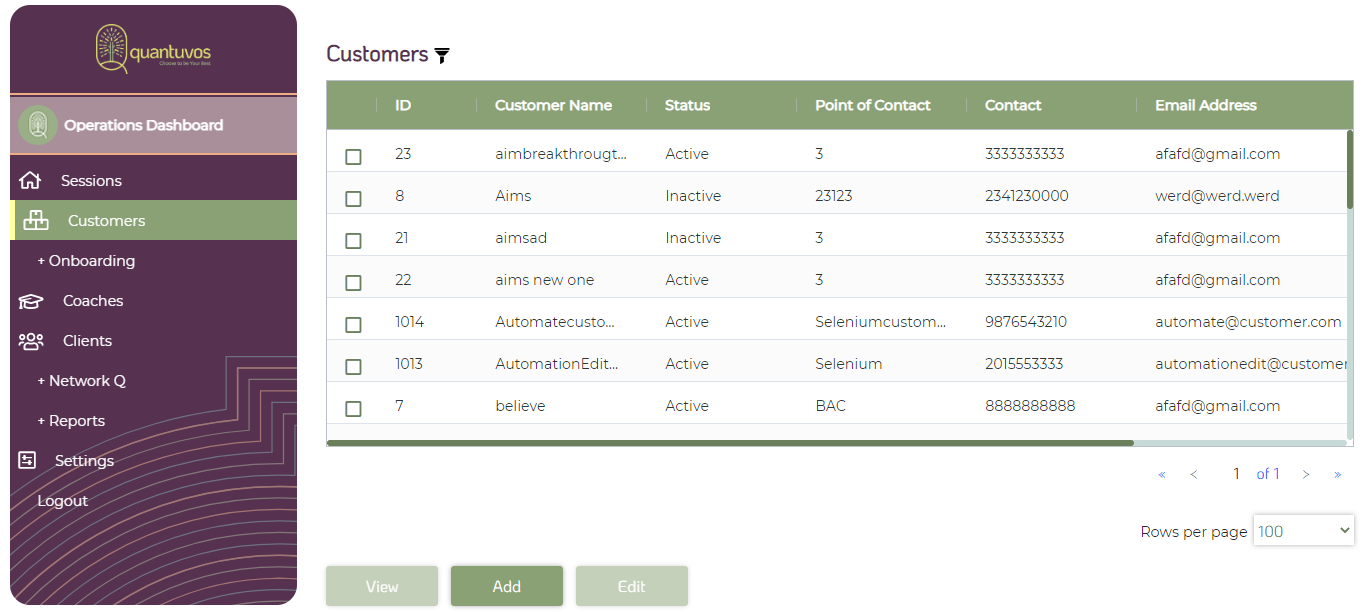 quantuvos
Choose to be Your Best
Operations Dashboard
Sessions
Customers
+ Onboarding
Coaches
Clients
+ Network Q
+ Reports
Settings
Logout
Customers
ID Customer Name Status Point of Contact Contact Email Address
23 aimbreakthrougt... Active 3 3333333333 afafd@gmail.com
8 Aims Inactive 23123 2341230000 werd@werd.werd
21 aimsad Inactive 3 3333333333 afafd@gmail.com
22 aims new one Active 3 3333333333 afafd@gmail.com
1014 Automatecusto... Active Seleniumcustom... 9876543210 automate@customer.com
1013 AutomationEdit... Active Selenium 2015553333 automationedit@customer
7 believe Active BAC 8888888888 afafd@gmail.com
« < 1 of 1 > »
Rows per page 100
View Add Edit